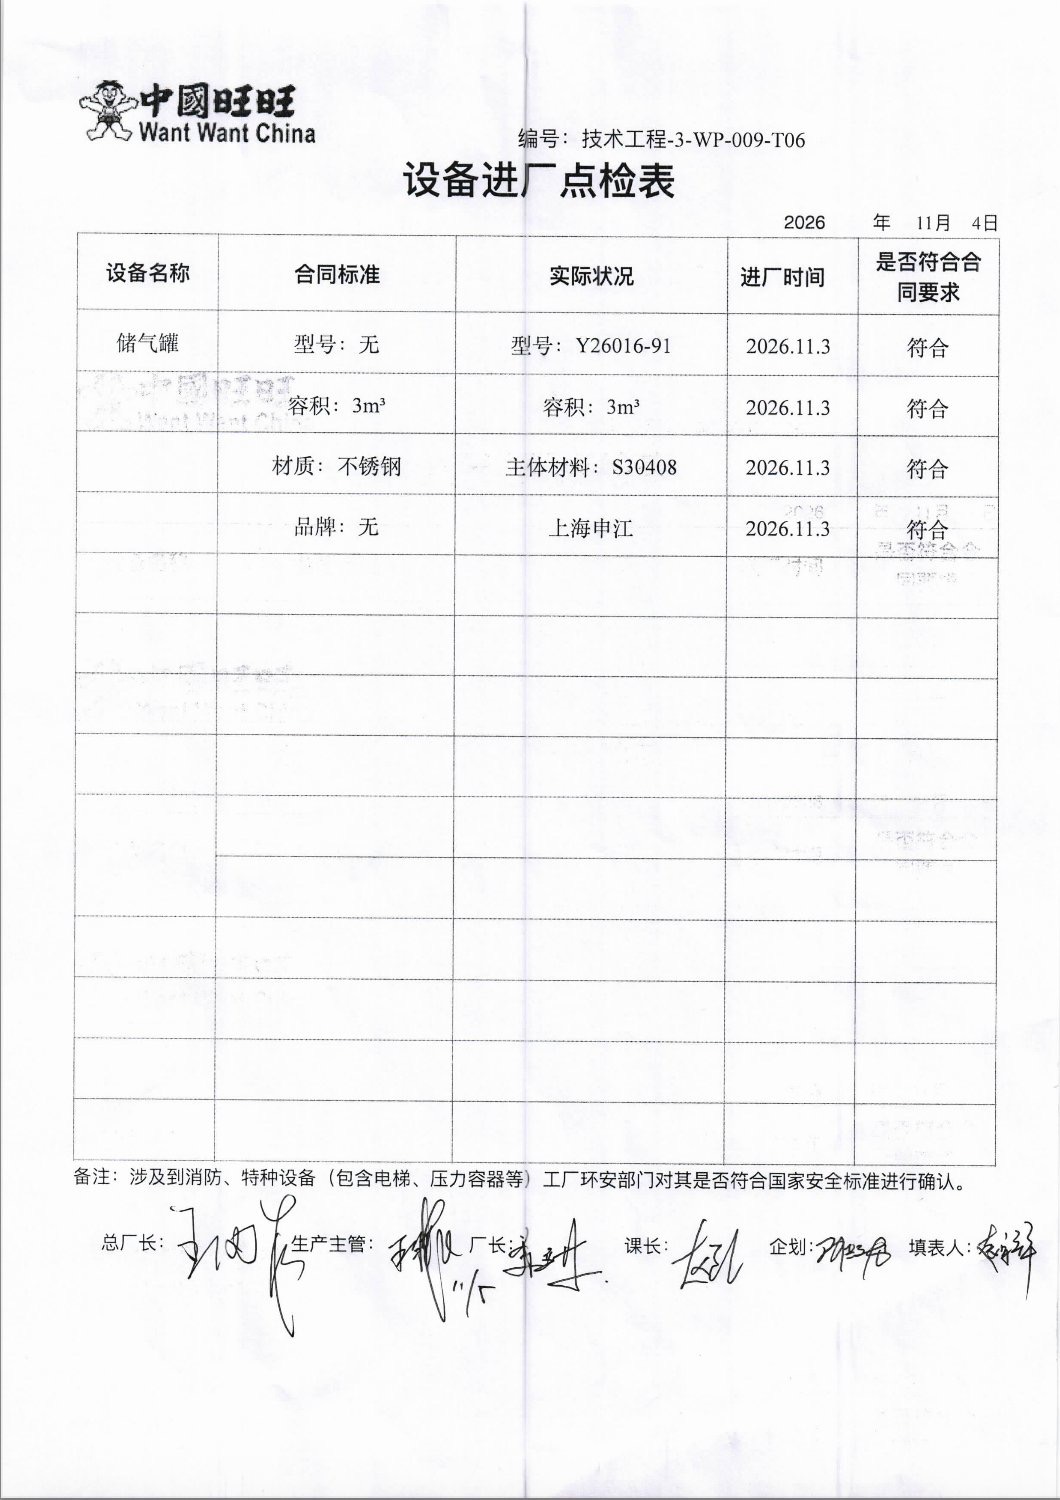 中國旺旺
Want Want China
编号：技术工程-3-WP-009-T06
设备进厂点检表
2026 年 11月 4日
设备名称 合同标准 实际状况 进厂时间 是否符合合同要求
储气罐 型号：无 型号：Y26016-91 2026.11.3 符合
容积：3m³ 容积：3m³ 2026.11.3 符合
材质：不锈钢 主体材料：S30408 2026.11.3 符合
品牌：无 上海申江 2026.11.3 符合
备注：涉及到消防、特种设备（包含电梯、压力容器等）工厂环安部门对其是否符合国家安全标准进行确认。
总厂长： 生产主管： 厂长： 课长： 企划： 填表人：
11/5